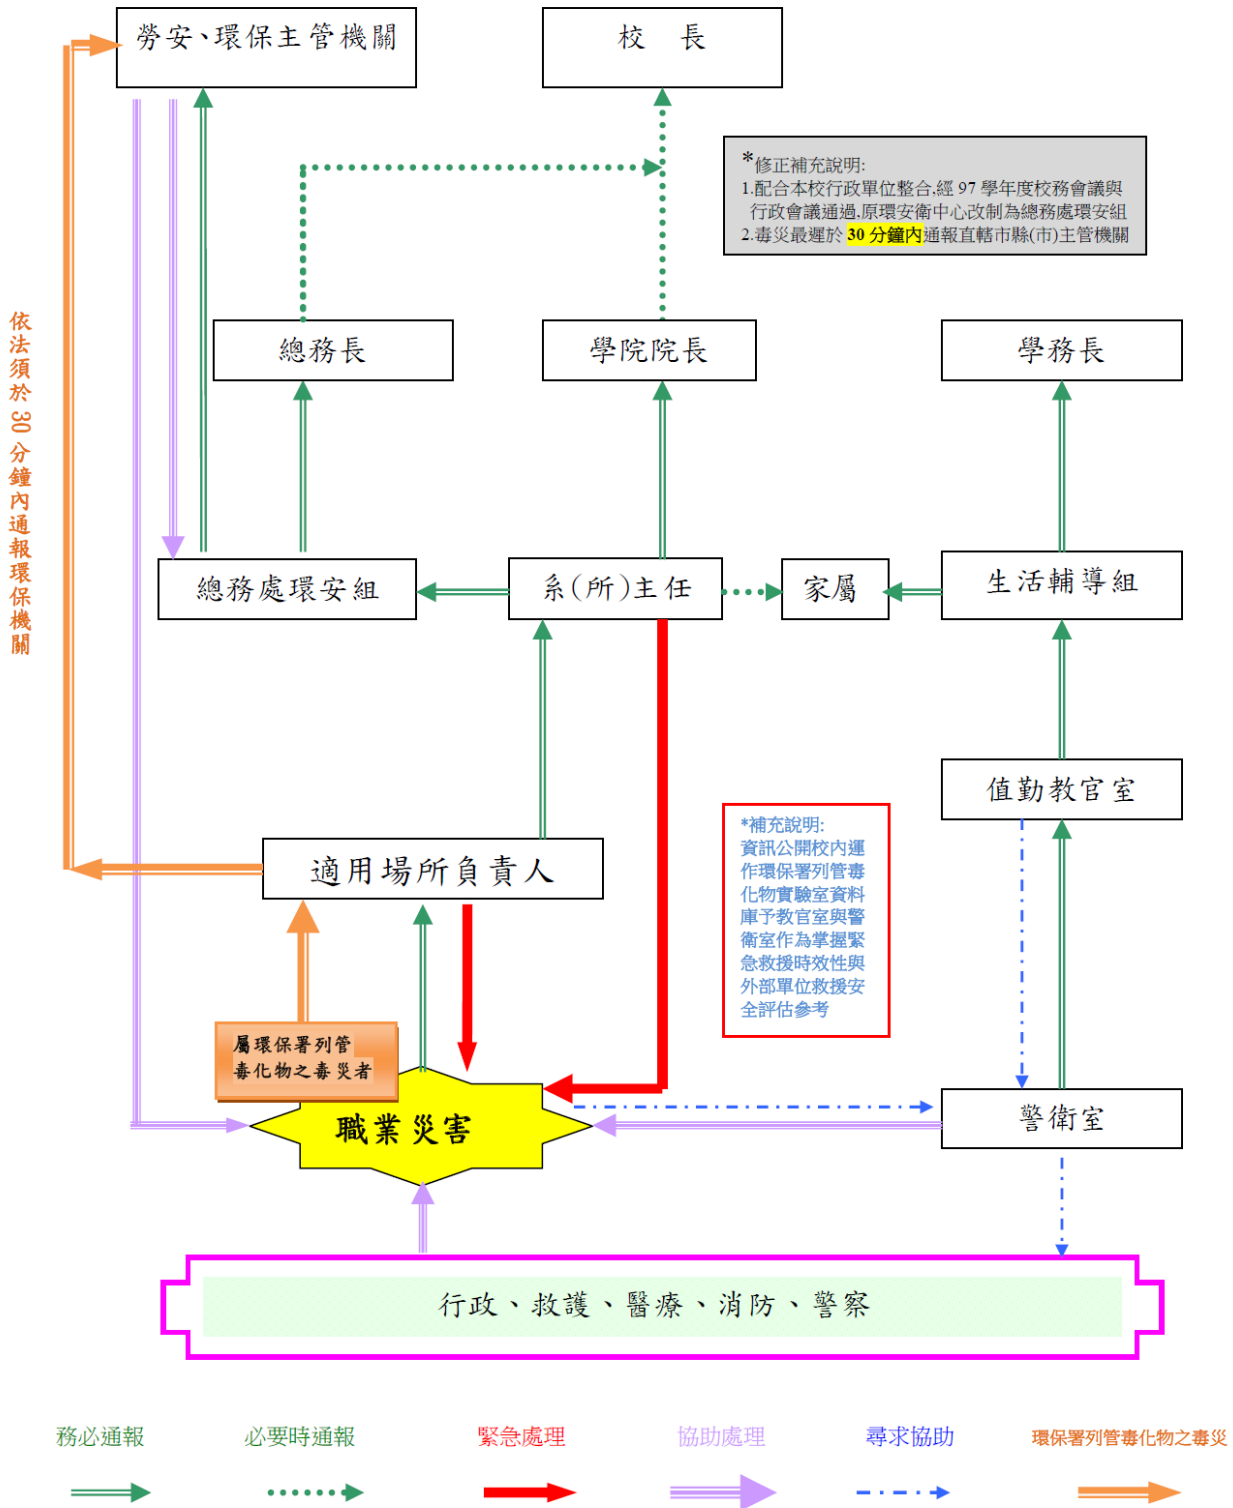 勞安、環保主管機關
校 長
*修正補充說明:
1.配合本校行政單位整合,經 97 學年度校務會議與
行政會議通過,原環安衛中心改制為總務處環安組
2.毒災最遲於 30 分鐘內通報直轄市縣(市)主管機關
依法須於 30 分鐘內通報環保機關
總務長
學院院長
學務長
總務處環安組
系(所)主任
家屬
生活輔導組
值勤教官室
適用場所負責人
*補充說明:
資訊公開校內運
作環保署列管毒
化物實驗室資料
庫予教官室與警
衛室作為掌握緊
急救援時效性與
外部單位救援安
全評估參考
屬環保署列管
毒化物之毒災者
職業災害
警衛室
行政、救護、醫療、消防、警察
務必通報
必要時通報
緊急處理
協助處理
尋求協助
環保署列管毒化物之毒災